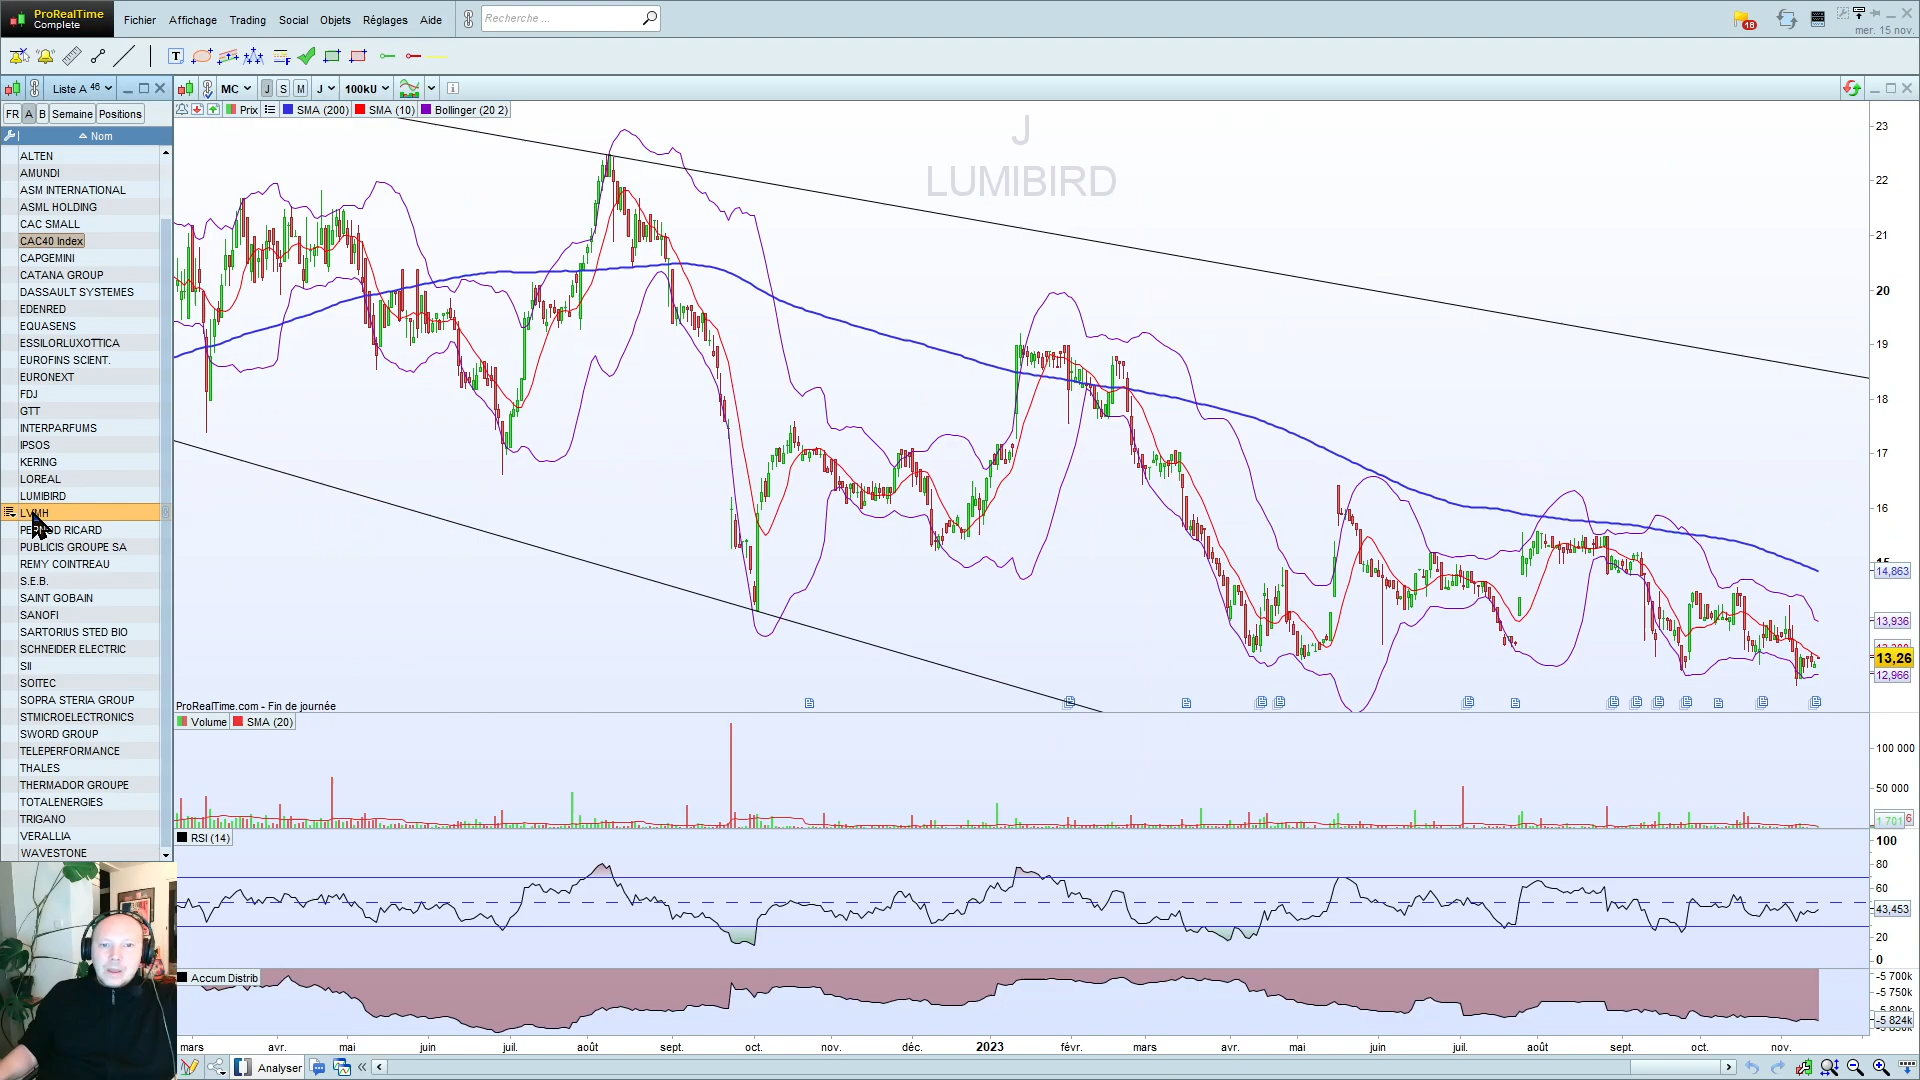 ProRealTime
Complete
Fichier Affichage Trading Social Objets Réglages Aide
Recherche ...
18
mer. 15 nov.
Liste A 46
MC J S M J 100kU
FR A B Semaine Positions
Nom
Prix SMA (200) SMA (10) Bollinger (20 2)
J
LUMIBIRD
ALTEN
AMUNDI
ASM INTERNATIONAL
ASML HOLDING
CAC SMALL
CAC40 Index
CAPGEMINI
CATANA GROUP
DASSAULT SYSTEMES
EDENRED
EQUASENS
ESSILORLUXOTTICA
EUROFINS SCIENT.
EURONEXT
FDJ
GTT
INTERPARFUMS
IPSOS
KERING
LOREAL
LUMIBIRD
LVMH
RICARD
PUBLICIS GROUPE SA
REMY COINTREAU
S.E.B.
SAINT GOBAIN
SANOFI
SARTORIUS STED BIO
SCHNEIDER ELECTRIC
SII
SOITEC
SOPRA STERIA GROUP
STMICROELECTRONICS
SWORD GROUP
TELEPERFORMANCE
THALES
THERMADOR GROUPE
TOTALENERGIES
TRIGANO
VERALLIA
WAVESTONE
23
22
21
20
19
18
17
16
14,863
13,936
13,26
12,966
ProRealTime.com - Fin de journée
Volume SMA (20)
100 000
50 000
1 701
RSI (14)
100
80
60
43,453
20
0
Accum Distrib
-5 700k
-5 750k
-5 824k
mars avr. mai juin juil. août sept. oct. nov. déc. 2023 févr. mars avr. mai juin juil. août sept. oct. nov.
Analyser